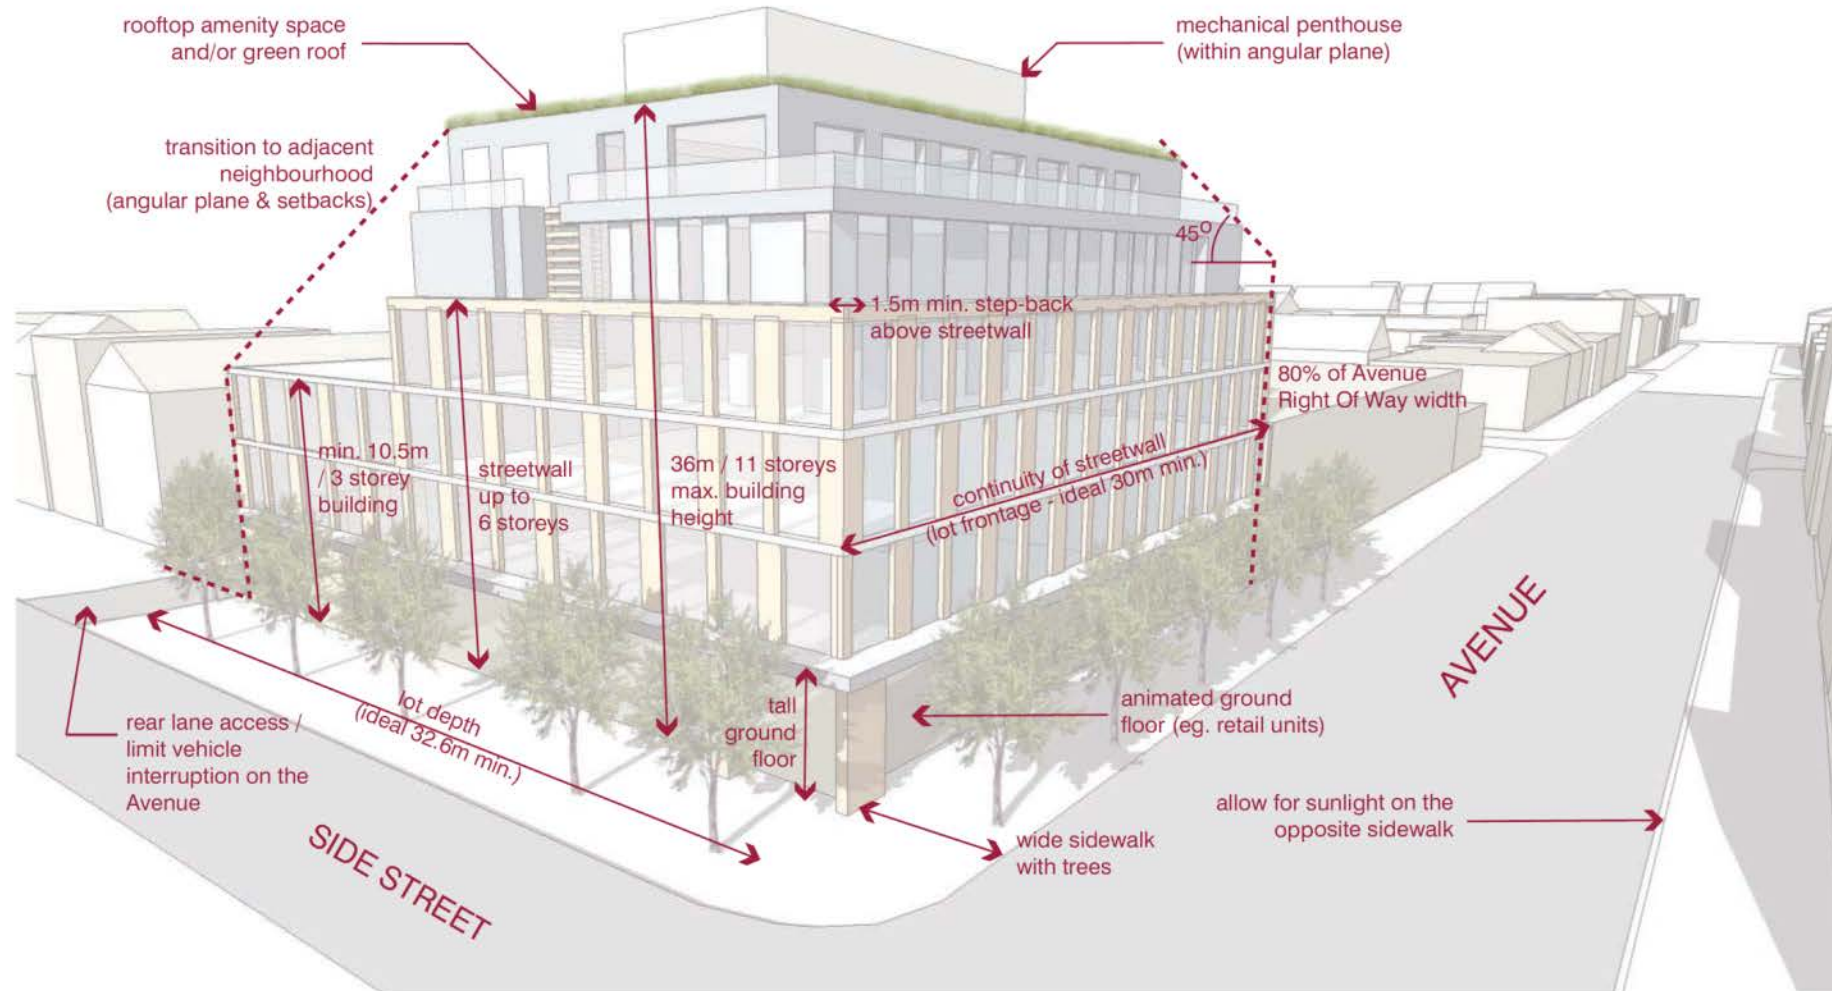 rooftop amenity space
and/or green roof
mechanical penthouse
(within angular plane)
transition to adjacent
neighbourhood
(angular plane & setbacks)
45º
1.5m min. step-back
above streetwall
80% of Avenue
Right Of Way width
min. 10.5m
/ 3 storey
building
streetwall
up to
6 storeys
36m / 11 storeys
max. building
height
continuity of streetwall
(lot frontage - ideal 30m min.)
lot depth
(ideal 32.6m min.)
tall
ground
floor
animated ground
floor (eg. retail units)
AVENUE
rear lane access /
limit vehicle
interruption on the
Avenue
SIDE STREET
wide sidewalk
with trees
allow for sunlight on the
opposite sidewalk